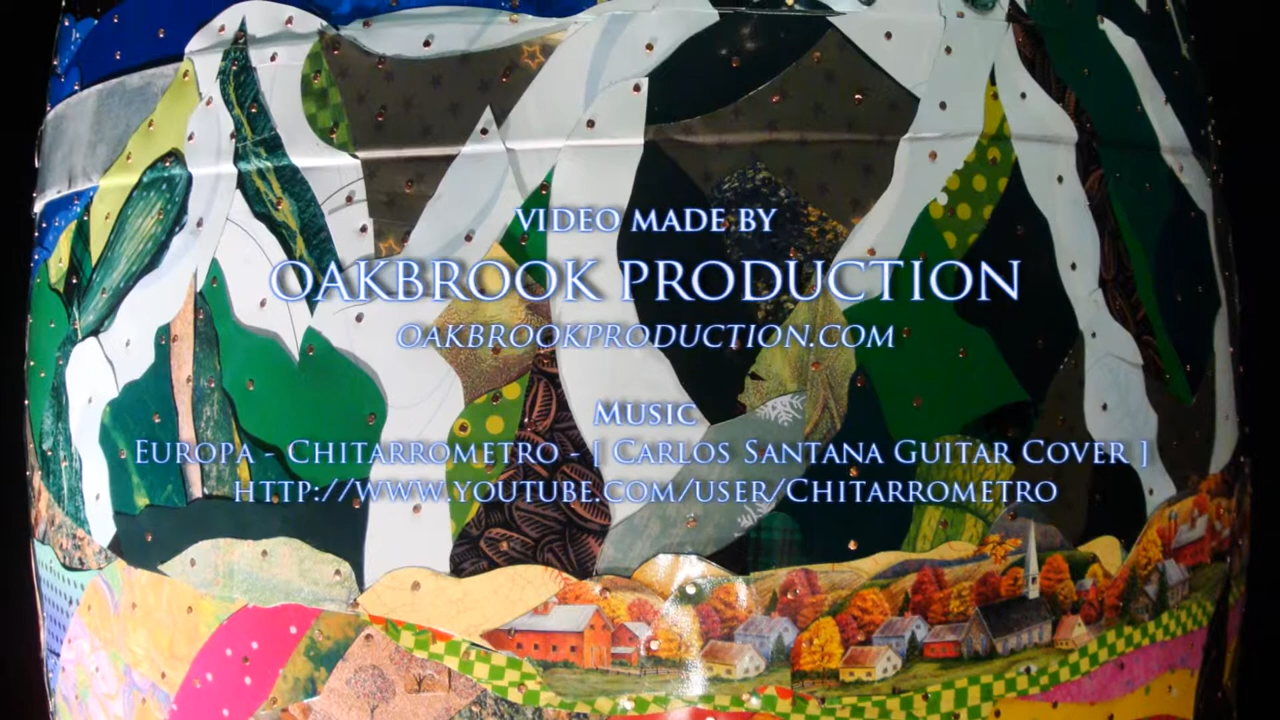 VIDEO MADE BY
OAKBROOK PRODUCTION
OAKBROOKPRODUCTION.COM
MUSIC
EUROPA - CHITARROMETRO - [ CARLOS SANTANA GUITAR COVER ]
HTTP://WWW.YOUTUBE.COM/USER/CHITARROMETRO